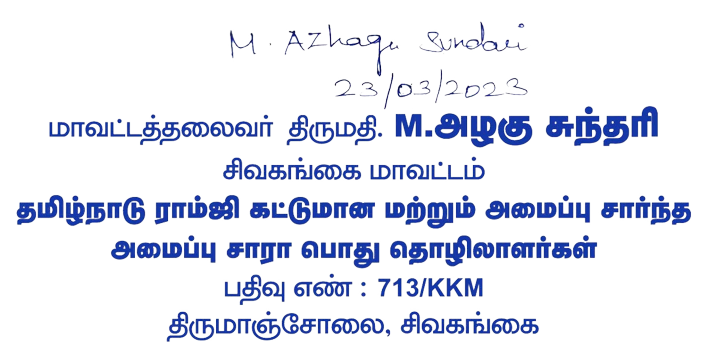 M. Azhagu Sundari
23/03/2023
மாவட்டத்தலைவர் திருமதி. M.அழகு சுந்தரி
சிவகங்கை மாவட்டம்
தமிழ்நாடு ராம்ஜி கட்டுமான மற்றும் அமைப்பு சார்ந்த
அமைப்பு சாரா பொது தொழிலாளர்கள்
பதிவு எண் : 713/KKM
திருமாஞ்சோலை, சிவகங்கை